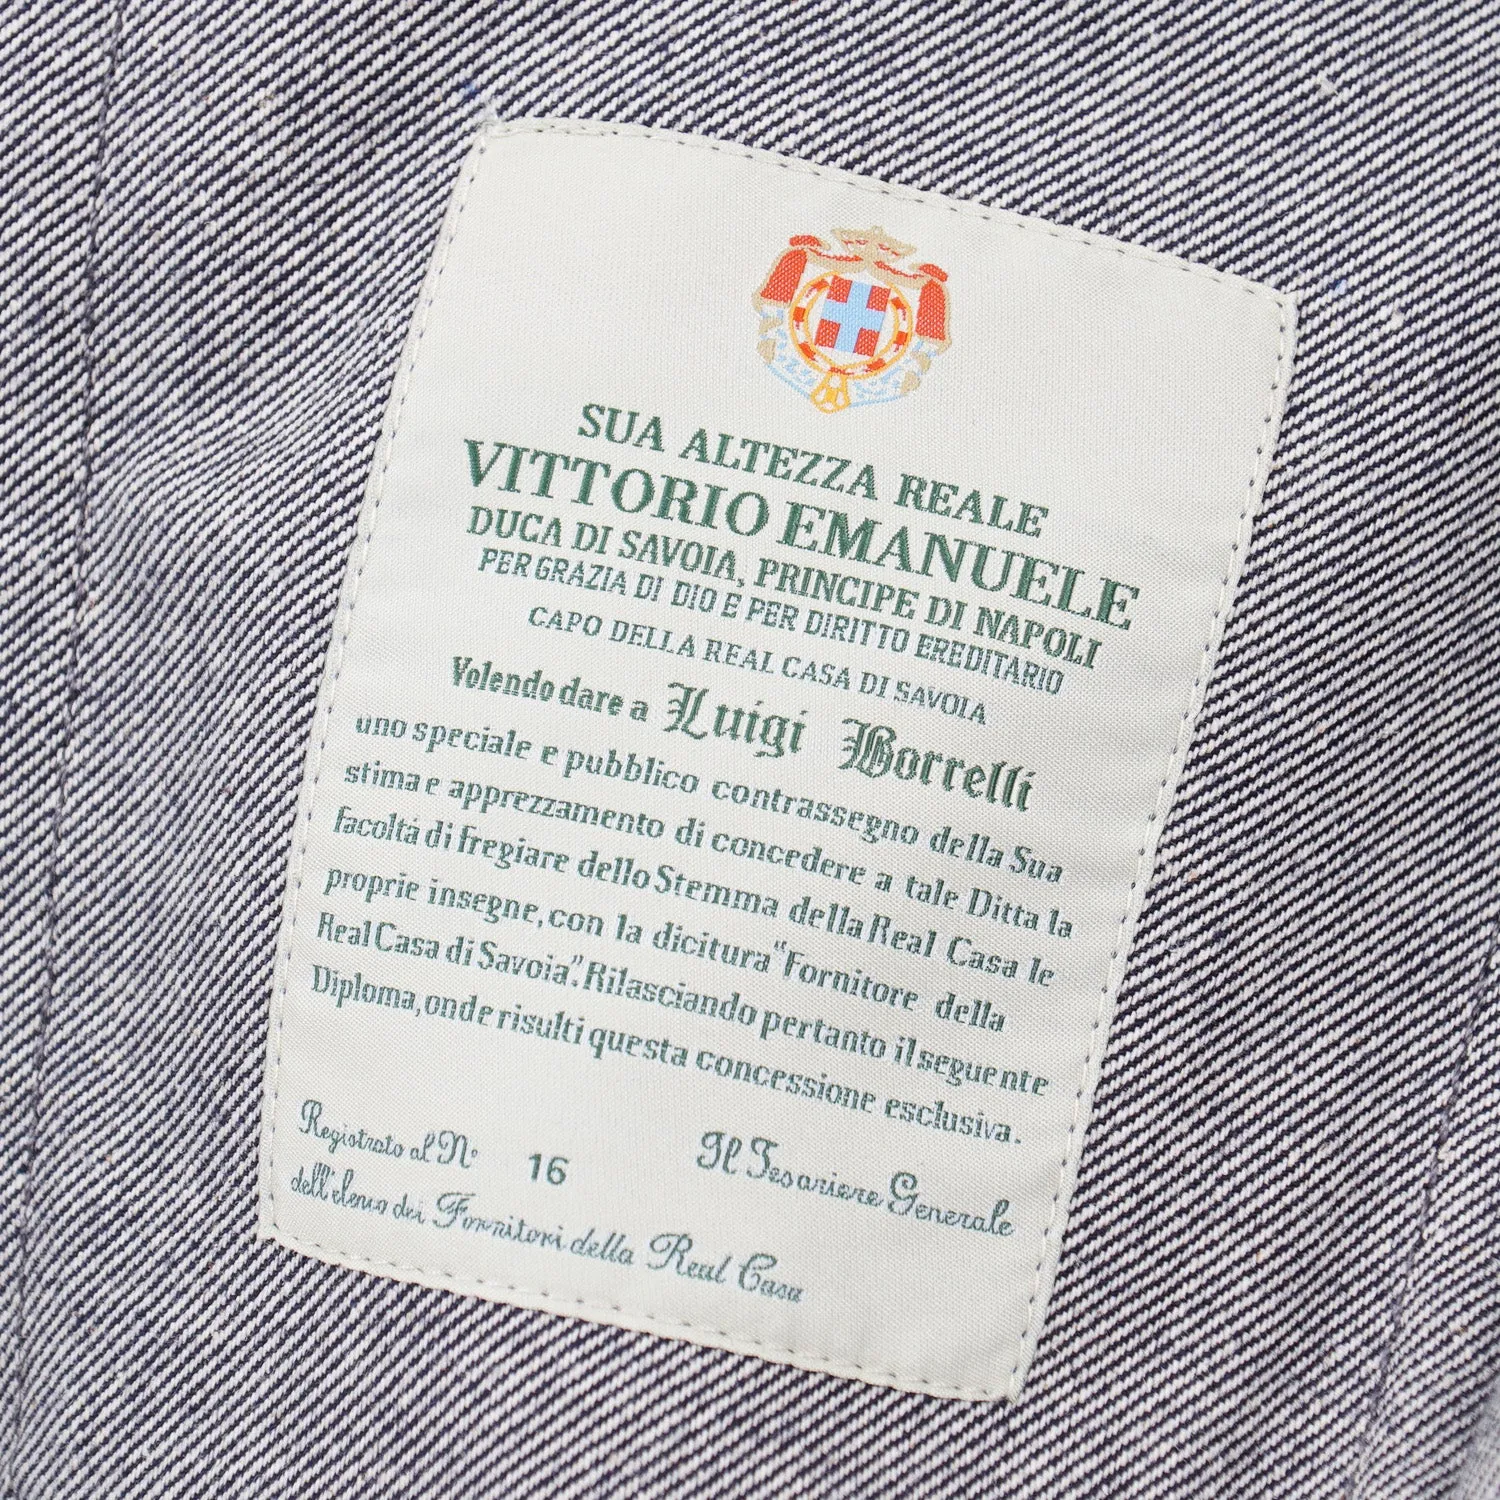 SUA ALTEZZA REALE
VITTORIO EMANUELE
DUCA DI SAVOIA, PRINCIPE DI NAPOLI
PER GRAZIA DI DIO E PER DIRITTO EREDITARIO
CAPO DELLA REAL CASA DI SAVOIA
Volendo dare a Luigi Borrelli
uno speciale e pubblico contrassegno della Sua
stima e apprezzamento di concedere a tale Ditta la
facoltà di fregiare dello Stemma della Real Casa le
proprie insegne, con la dicitura "Fornitore della
Real Casa di Savoia". Rilasciando pertanto il seguente
Diploma, onde risulti questa concessione esclusiva.
Registrato al N° 16 Il Tesoriere Generale
dell'elenco dei Fornitori della Real Casa